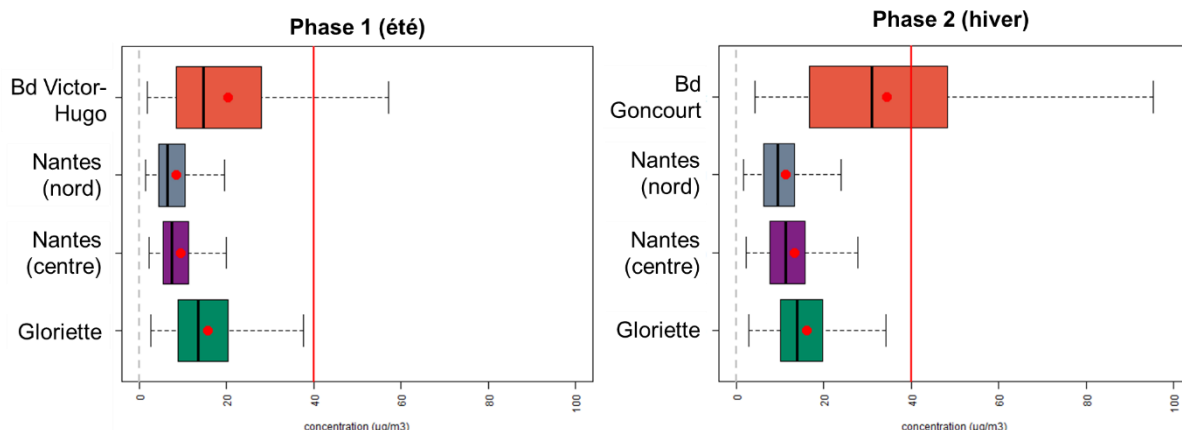 Phase 1 (été)
Bd Victor-
Hugo
Nantes
(nord)
Nantes
(centre)
Gloriette
0 20 40 60 80 100
concentration (ug/m3)
Phase 2 (hiver)
Bd
Goncourt
Nantes
(nord)
Nantes
(centre)
Gloriette
0 20 40 60 80 100
concentration (ug/m3)